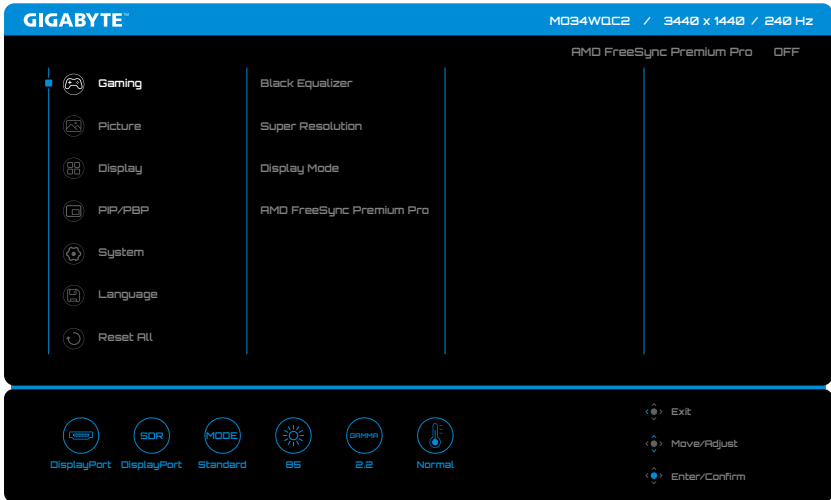 GIGABYTE™ MO34WQC2 / 3440 x 1440 / 240 Hz
AMD FreeSync Premium Pro OFF
Gaming
Picture
Display
PIP/PBP
System
Language
Reset All
Black Equalizer
Super Resolution
Display Mode
AMD FreeSync Premium Pro
SDR
MODE
GAMMA
DisplayPort DisplayPort Standard 85 2.2 Normal
Exit
Move/Adjust
Enter/Confirm